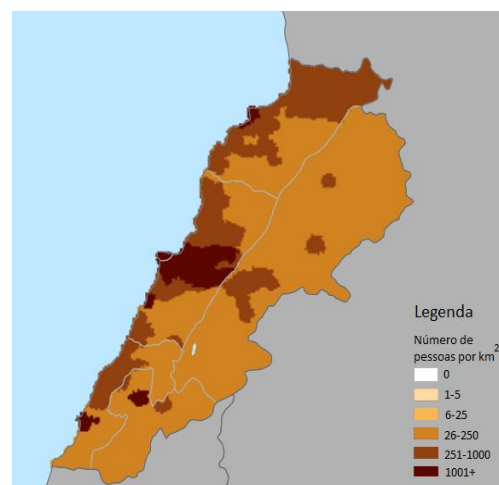 Legenda
Número de
pessoas por km²
0
1-5
6-25
26-250
251-1000
1001+